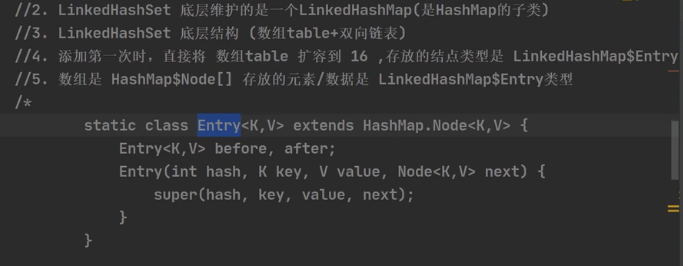 //2. LinkedHashSet 底层维护的是一个LinkedHashMap(是HashMap的子类)
//3. LinkedHashSet 底层结构 (数组table+双向链表)
//4. 添加第一次时，直接将 数组table 扩容到 16 ,存放的结点类型是 LinkedHashMap$Entry
//5. 数组是 HashMap$Node[] 存放的元素/数据是 LinkedHashMap$Entry类型
/*
static class Entry<K,V> extends HashMap.Node<K,V> {
Entry<K,V> before, after;
Entry(int hash, K key, V value, Node<K,V> next) {
super(hash, key, value, next);
}
}